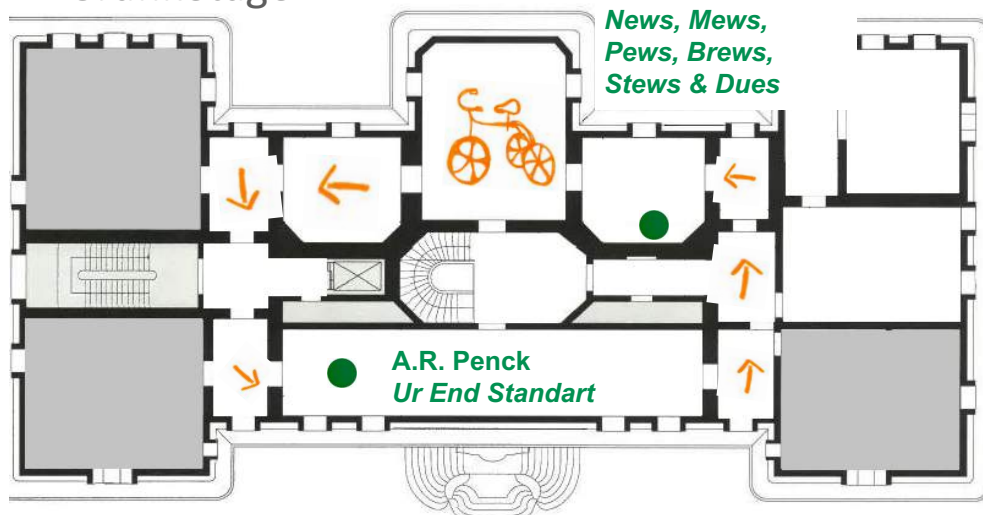 News, Mews,
Pews, Brews,
Stews & Dues
A.R. Penck
Ur End Standart